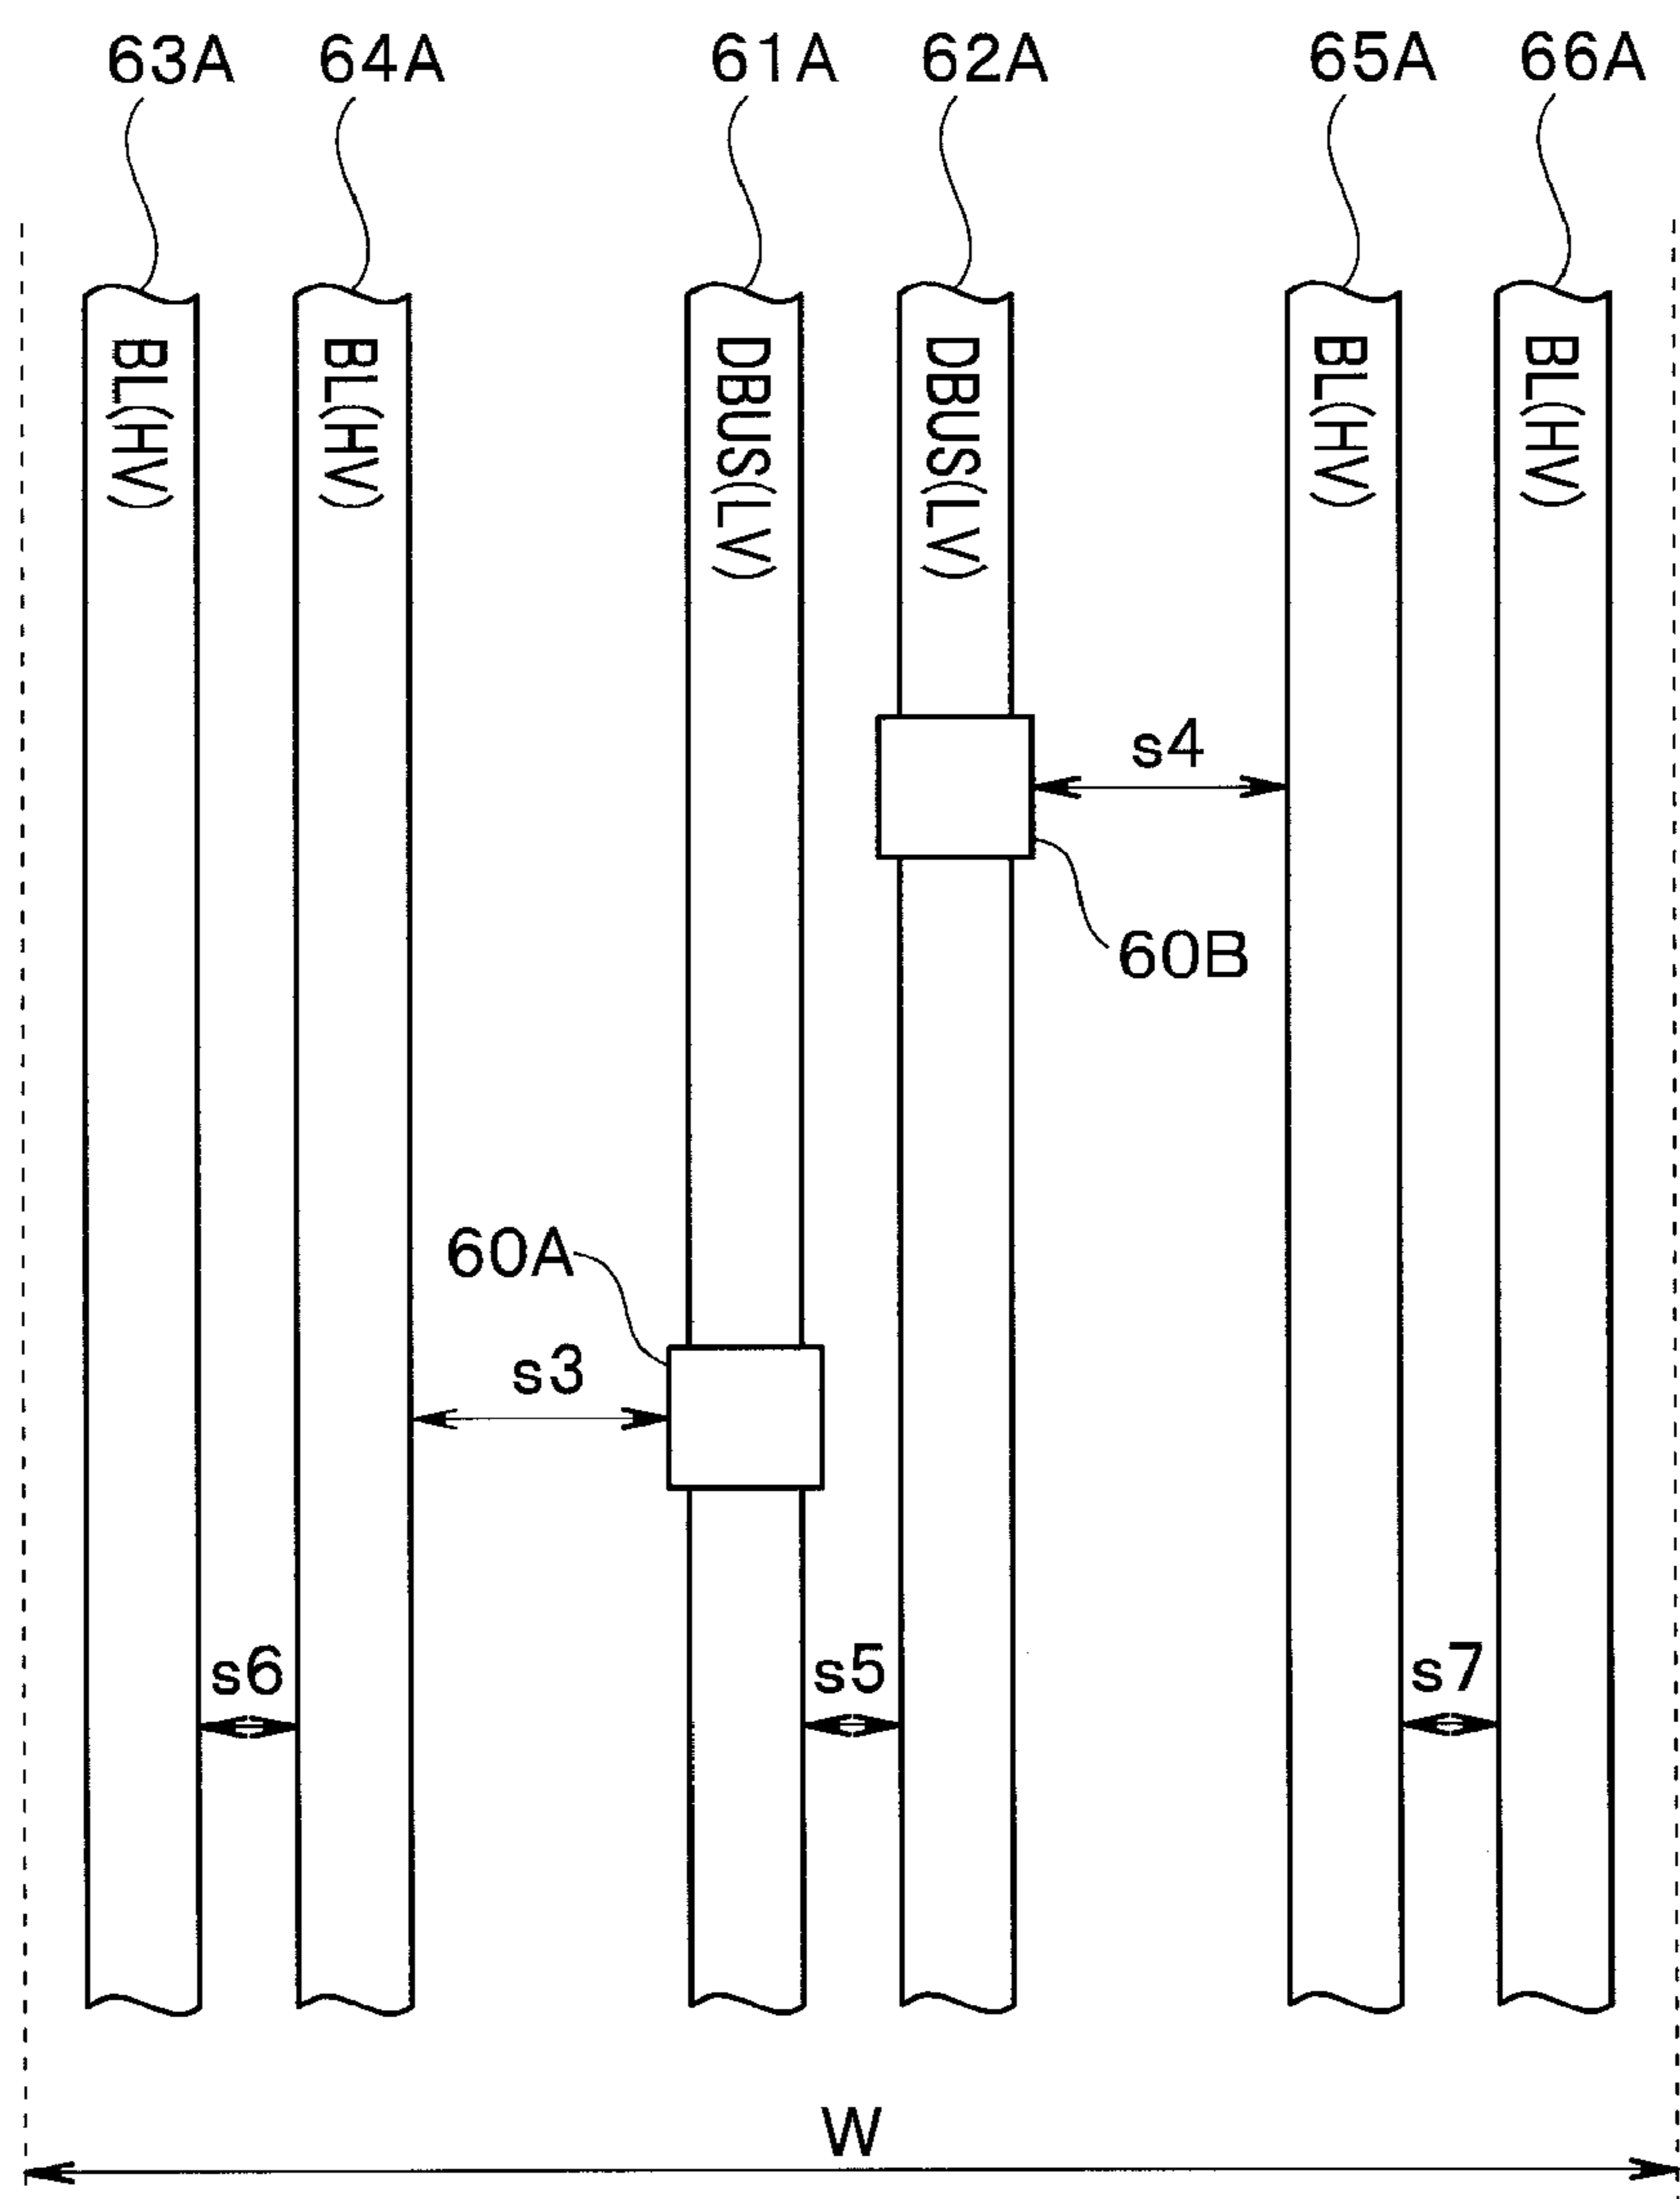 63A 64A 61A 62A 65A 66A
BL(HV) BL(HV) DBUS(LV) DBUS(LV) BL(HV) BL(HV)
s4
60B
60A
s3
s6 s5 s7
W